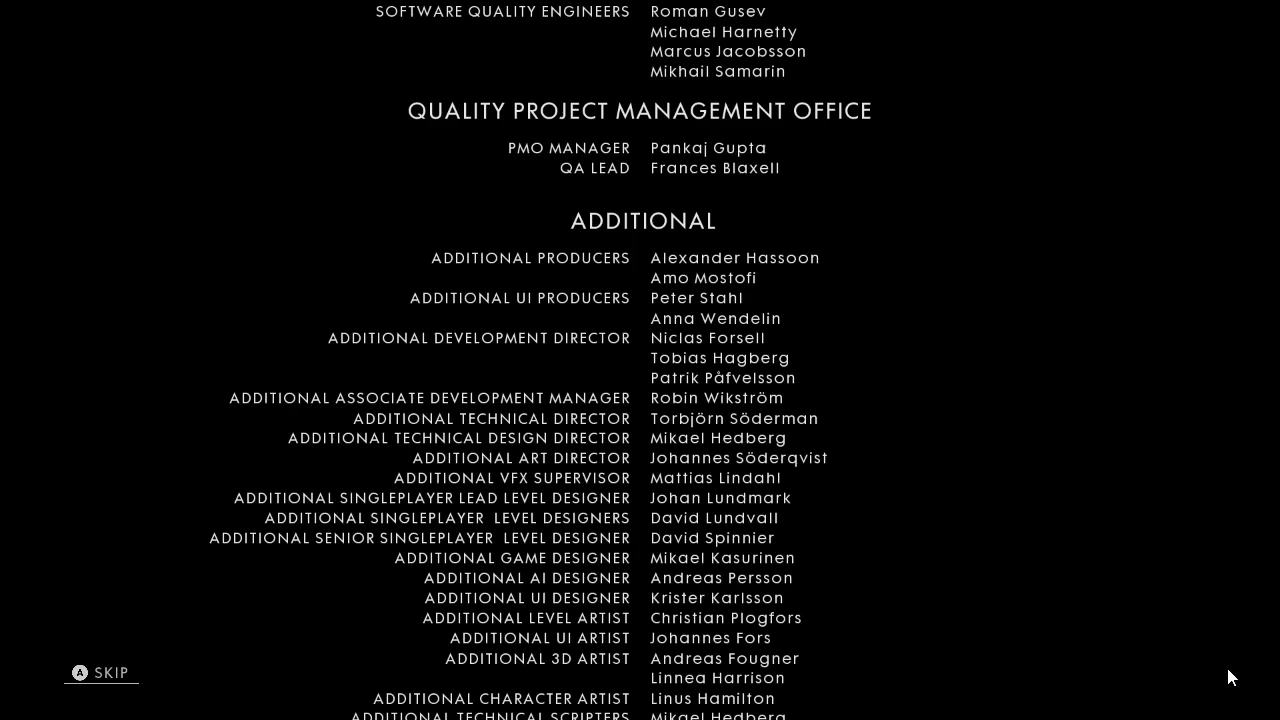 SOFTWARE QUALITY ENGINEERS Roman Gusev
Michael Harnetty
Marcus Jacobsson
Mikhail Samarin
QUALITY PROJECT MANAGEMENT OFFICE
PMO MANAGER Pankaj Gupta
QA LEAD Frances Blaxell
ADDITIONAL
ADDITIONAL PRODUCERS Alexander Hassoon
Amo Mostofi
ADDITIONAL UI PRODUCERS Peter Stahl
Anna Wendelin
ADDITIONAL DEVELOPMENT DIRECTOR Niclas Forsell
Tobias Hagberg
Patrik Påfvelsson
ADDITIONAL ASSOCIATE DEVELOPMENT MANAGER Robin Wikström
ADDITIONAL TECHNICAL DIRECTOR Torbjörn Söderman
ADDITIONAL TECHNICAL DESIGN DIRECTOR Mikael Hedberg
ADDITIONAL ART DIRECTOR Johannes Söderqvist
ADDITIONAL VFX SUPERVISOR Mattias Lindahl
ADDITIONAL SINGLEPLAYER LEAD LEVEL DESIGNER Johan Lundmark
ADDITIONAL SINGLEPLAYER LEVEL DESIGNERS David Lundvall
ADDITIONAL SENIOR SINGLEPLAYER LEVEL DESIGNER David Spinnier
ADDITIONAL GAME DESIGNER Mikael Kasurinen
ADDITIONAL AI DESIGNER Andreas Persson
ADDITIONAL UI DESIGNER Krister Karlsson
ADDITIONAL LEVEL ARTIST Christian Plogfors
ADDITIONAL UI ARTIST Johannes Fors
ADDITIONAL 3D ARTIST Andreas Fougner
Linnea Harrison
A SKIP
ADDITIONAL CHARACTER ARTIST Linus Hamilton
ADDITIONAL TECHNICAL SCRIPTERS Mikael Hedberg